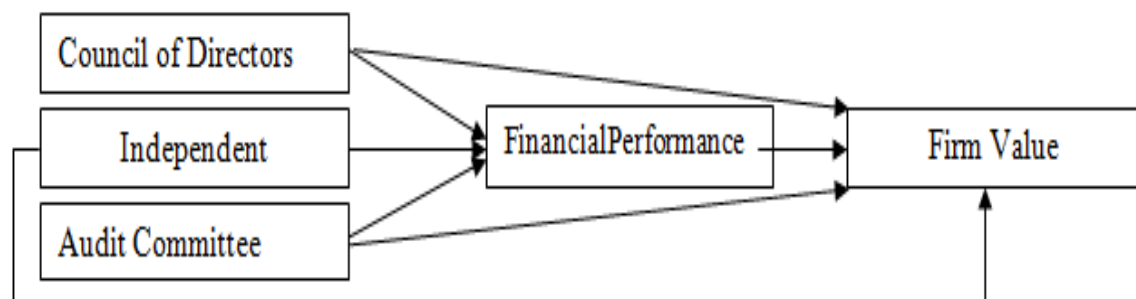 Council of Directors
Independent
FinancialPerformance
Firm Value
Audit Committee